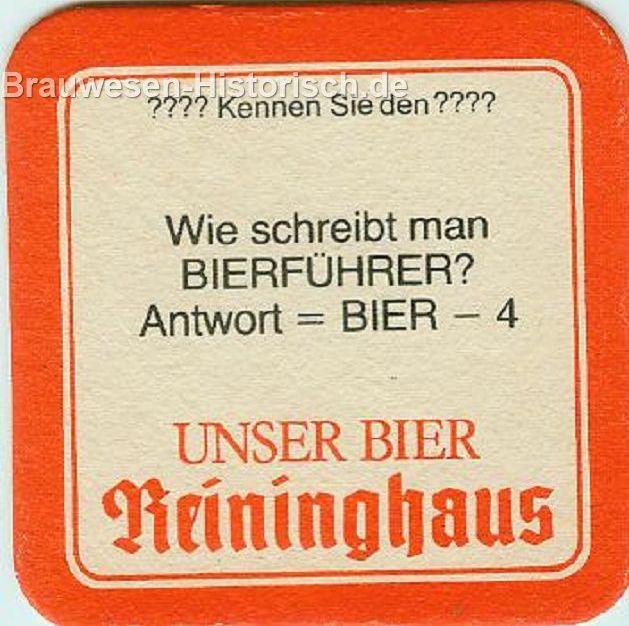 Brauwesen-Historisch.de
???? Kennen Sie den ????
Wie schreibt man
BIERFÜHRER?
Antwort = BIER – 4
UNSER BIER
Reininghaus